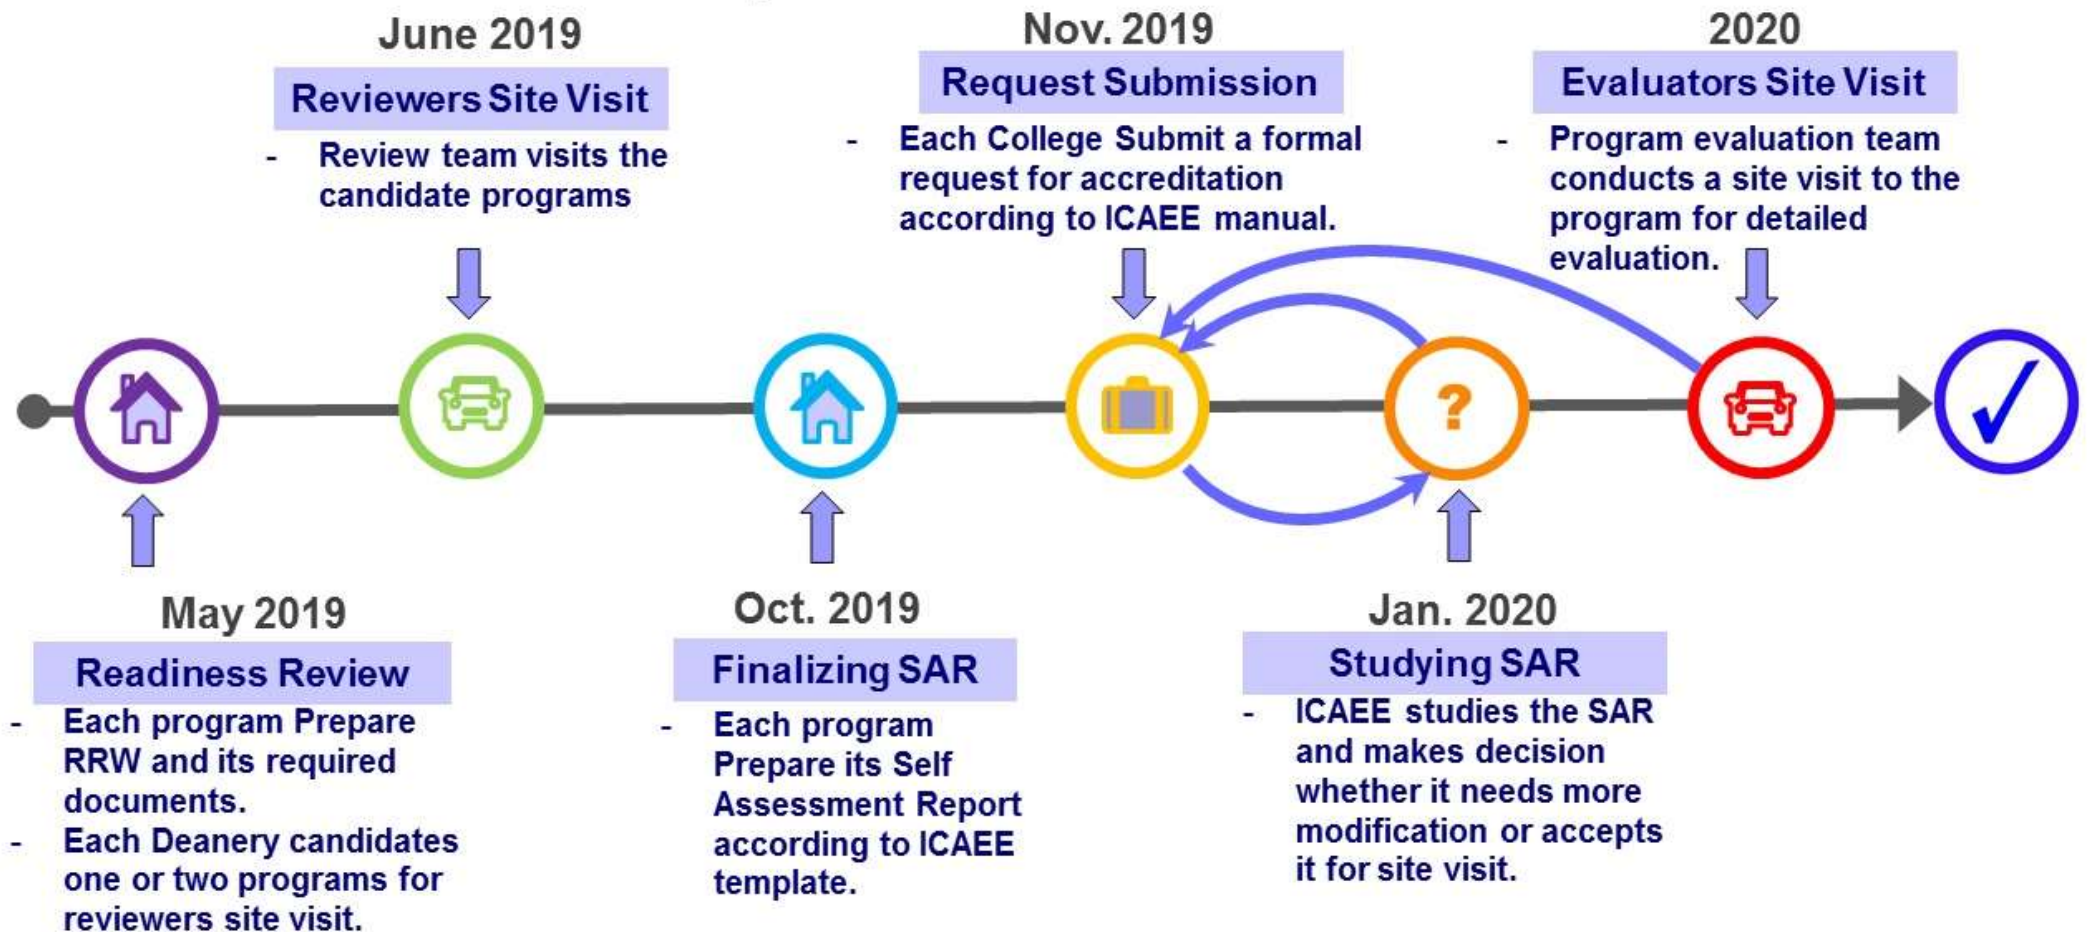 June 2019
Reviewers Site Visit
- Review team visits the
candidate programs
Nov. 2019
Request Submission
- Each College Submit a formal
request for accreditation
according to ICAEE manual.
2020
Evaluators Site Visit
- Program evaluation team
conducts a site visit to the
program for detailed
evaluation.
?
May 2019
Readiness Review
- Each program Prepare
RRW and its required
documents.
- Each Deanery candidates
one or two programs for
reviewers site visit.
Oct. 2019
Finalizing SAR
- Each program
Prepare its Self
Assessment Report
according to ICAEE
template.
Jan. 2020
Studying SAR
- ICAEE studies the SAR
and makes decision
whether it needs more
modification or accepts
it for site visit.